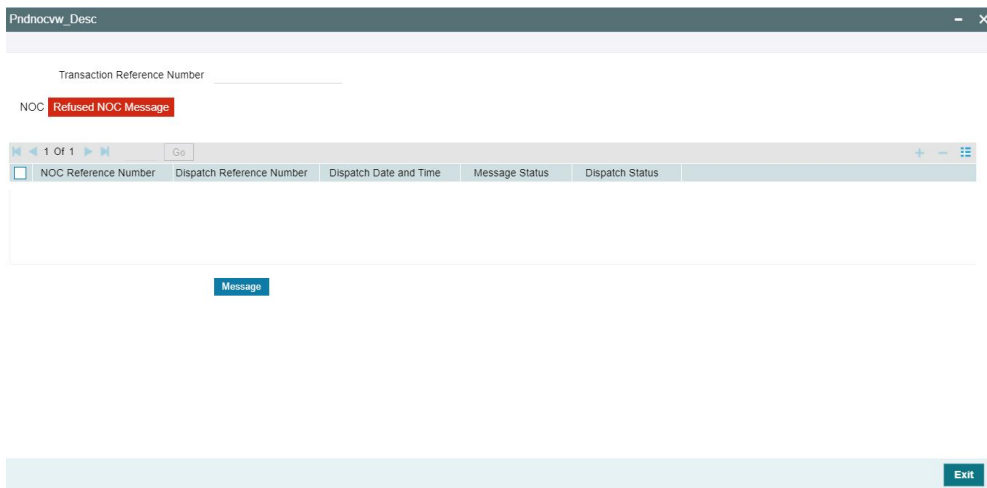 Pndnocvw_Desc
Transaction Reference Number
NOC Refused NOC Message
1 Of 1 Go
NOC Reference Number Dispatch Reference Number Dispatch Date and Time Message Status Dispatch Status
Message
Exit